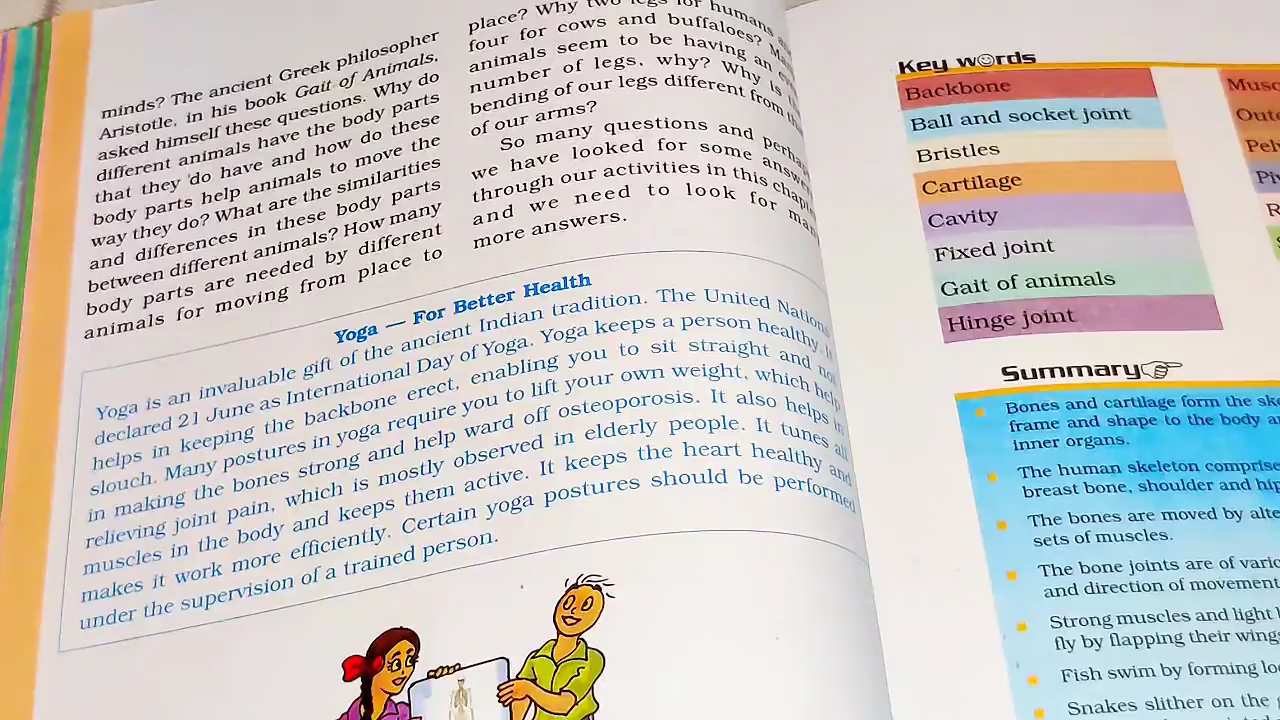 minds? The ancient Greek philosopher
Aristotle, in his book Gait of Animals,
asked himself these questions. Why do
different animals have the body parts
that they do have and how do these
body parts help animals to move the
way they do? What are the similarities
and differences in these body parts
between different animals? How many
body parts are needed by different
animals for moving from place to
place? Why two legs for humans
four for cows and buffaloes?
animals seem to be having an
number of legs, why? Why is
bending of our legs different from
of our arms?
So many questions and
we have looked for some
through our activities in this
and we need to look for
more answers.
Yoga — For Better Health
Yoga is an invaluable gift of the ancient Indian tradition. The United
declared 21 June as International Day of Yoga. Yoga keeps a person healthy. It
helps in keeping the backbone erect, enabling you to sit straight and not
slouch. Many postures in yoga require you to lift your own weight, which help
in making the bones strong and help ward off osteoporosis. It also helps in
relieving joint pain, which is mostly observed in elderly people. It tunes all
muscles in the body and keeps them active. It keeps the heart healthy and
makes it work more efficiently. Certain yoga postures should be performed
under the supervision of a trained person.
Key words
Backbone
Ball and socket joint
Bristles
Cartilage
Cavity
Fixed joint
Gait of animals
Hinge joint
Summary
Bones and cartilage form the
frame and shape to the body
inner organs.
The human skeleton
breast bone, shoulder and
The bones are moved by
sets of muscles.
The bone joints are of
and direction of movement
Strong muscles and light
fly by flapping their
Fish swim by forming
Snakes slither on the